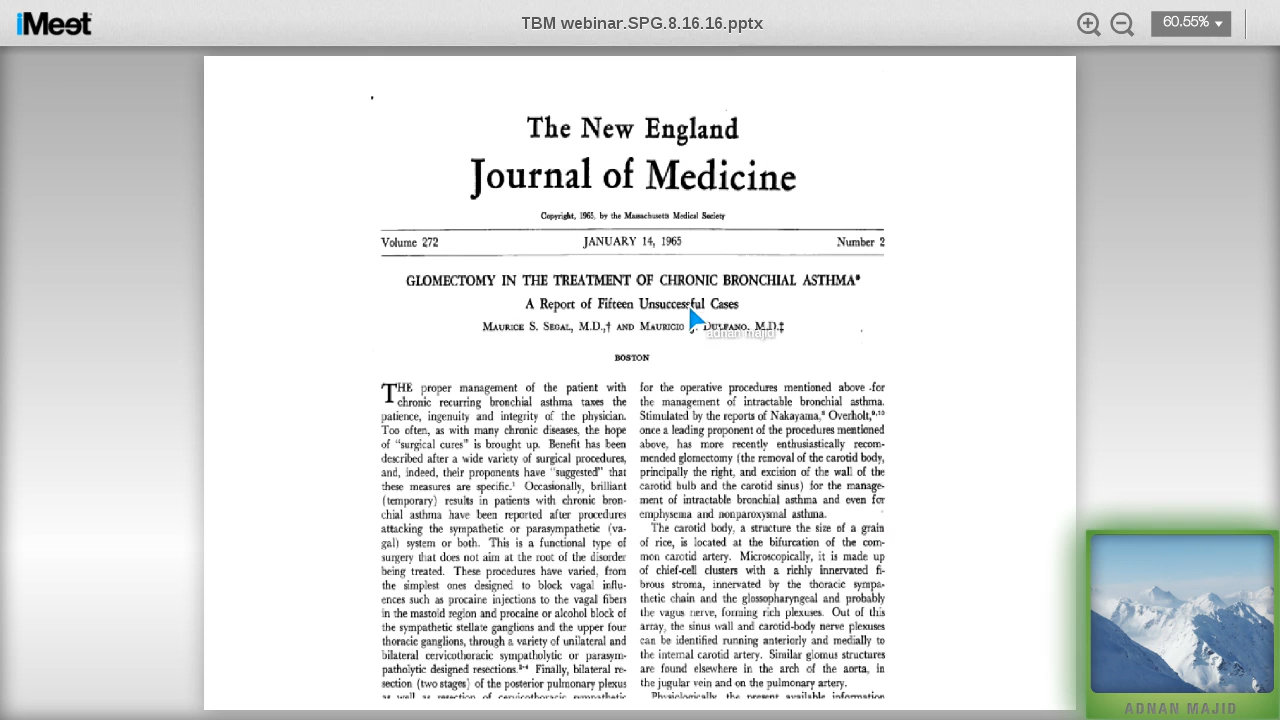 iMeet
TBM webinar.SPG.8.16.16.pptx
60.55%
The New England
Journal of Medicine
Copyright, 1965, by the Massachusetts Medical Society
Volume 272
JANUARY 14, 1965
Number 2
GLOMECTOMY IN THE TREATMENT OF CHRONIC BRONCHIAL ASTHMA*
A Report of Fifteen Unsuccessful Cases
MAURICE S. SEGAL, M.D.,† AND MAURICIO J. DULFANO, M.D.‡
adnan majid
BOSTON
THE proper management of the patient with
chronic recurring bronchial asthma taxes the
patience, ingenuity and integrity of the physician.
Too often, as with many chronic diseases, the hope
of “surgical cures” is brought up. Benefit has been
described after a wide variety of surgical procedures,
and, indeed, their proponents have “suggested” that
these measures are specific.¹ Occasionally, brilliant
(temporary) results in patients with chronic bron-
chial asthma have been reported after procedures
attacking the sympathetic or parasympathetic (va-
gal) system or both. This is a functional type of
surgery that does not aim at the root of the disorder
being treated. These procedures have varied, from
the simplest ones designed to block vagal influ-
ences such as procaine injections to the vagal fibers
in the mastoid region and procaine or alcohol block of
the sympathetic stellate ganglions and the upper four
thoracic ganglions, through a variety of unilateral and
bilateral cervicothoracic sympatholytic or parasym-
patholytic designed resections.²⁻⁴ Finally, bilateral re-
section (two stages) of the posterior pulmonary plexus
as well as resection of cervicothoracic sympathetic
for the operative procedures mentioned above for
the management of intractable bronchial asthma.
Stimulated by the reports of Nakayama,⁸ Overholt,⁹,¹⁰
once a leading proponent of the procedures mentioned
above, has more recently enthusiastically recom-
mended glomectomy (the removal of the carotid body,
principally the right, and excision of the wall of the
carotid bulb and the carotid sinus) for the manage-
ment of intractable bronchial asthma and even for
emphysema and nonparoxysmal asthma.
The carotid body, a structure the size of a grain
of rice, is located at the bifurcation of the com-
mon carotid artery. Microscopically, it is made up
of chief-cell clusters with a richly innervated fi-
brous stroma, innervated by the thoracic sympa-
thetic chain and the glossopharyngeal and probably
the vagus nerve, forming rich plexuses. Out of this
array, the sinus wall and carotid-body nerve plexuses
can be identified running anteriorly and medially to
the internal carotid artery. Similar glomus structures
are found elsewhere in the arch of the aorta, in
the jugular vein and on the pulmonary artery.
Physiologically, the present available information
ADNAN MAJID